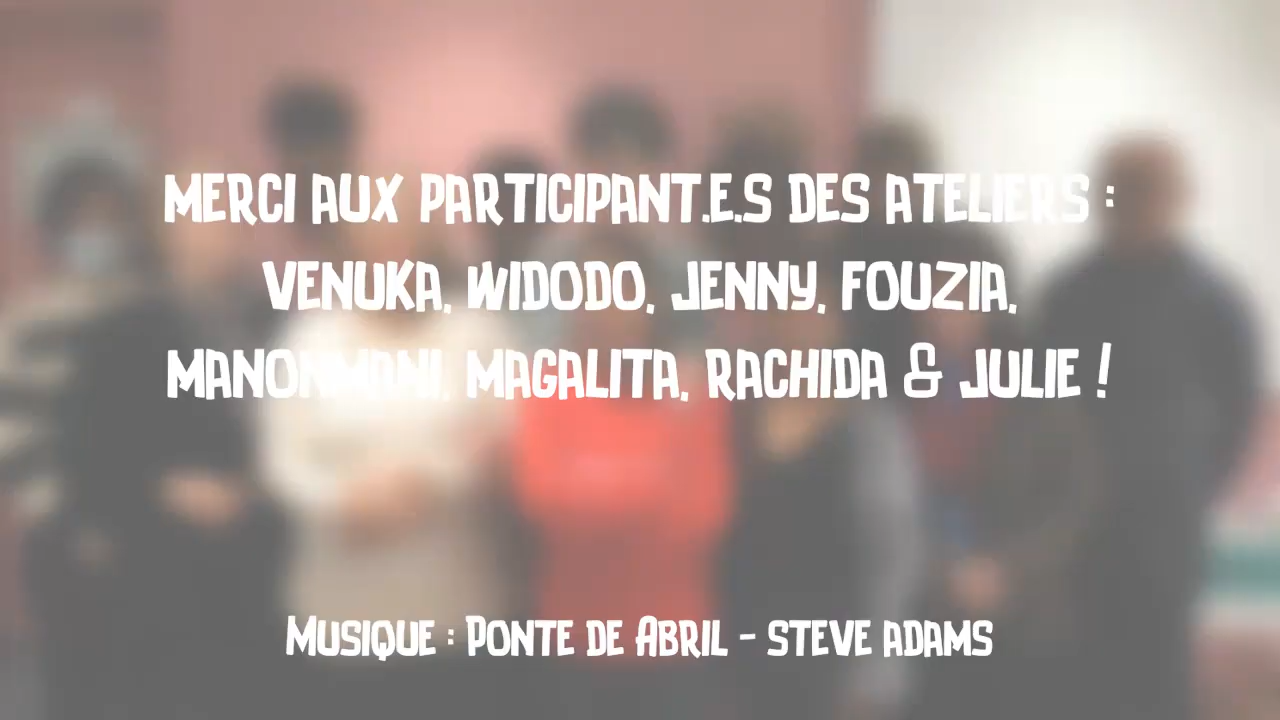 MERCI AUX PARTICIPANT.E.S DES ATELIERS :
VENUKA, WIDODO, JENNY, FOUZIA,
MANONMANI, MAGALITA, RACHIDA & JULIE !
MUSIQUE : PONTE DE ABRIL - STEVE ADAMS